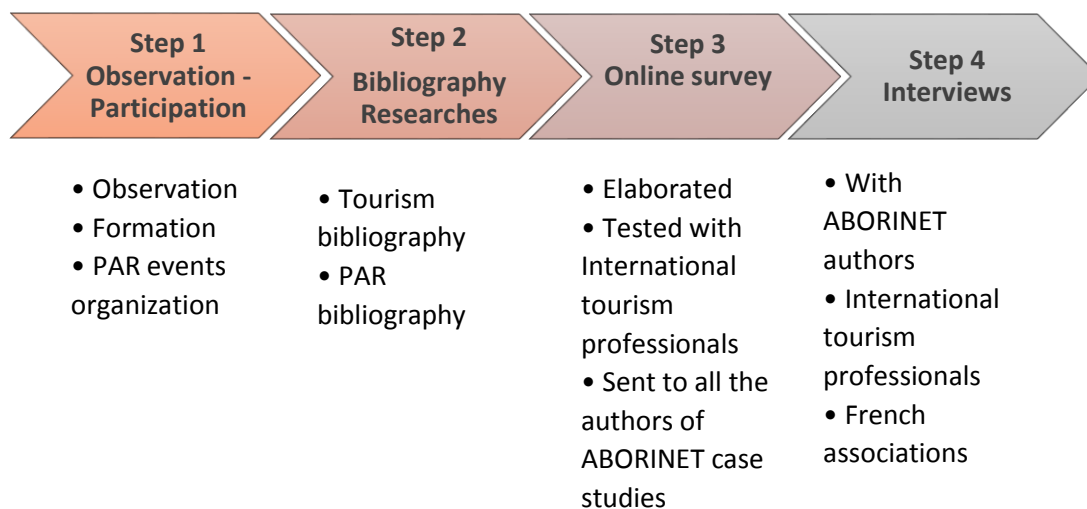 Step 1
Observation -
Participation
Step 2
Bibliography
Researches
Step 3
Online survey
Step 4
Interviews
• Observation
• Formation
• PAR events
organization
• Tourism
bibliography
• PAR
bibliography
• Elaborated
• Tested with
International
tourism
professionals
• Sent to all the
authors of
ABORINET case
studies
• With
ABORINET
authors
• International
tourism
professionals
• French
associations